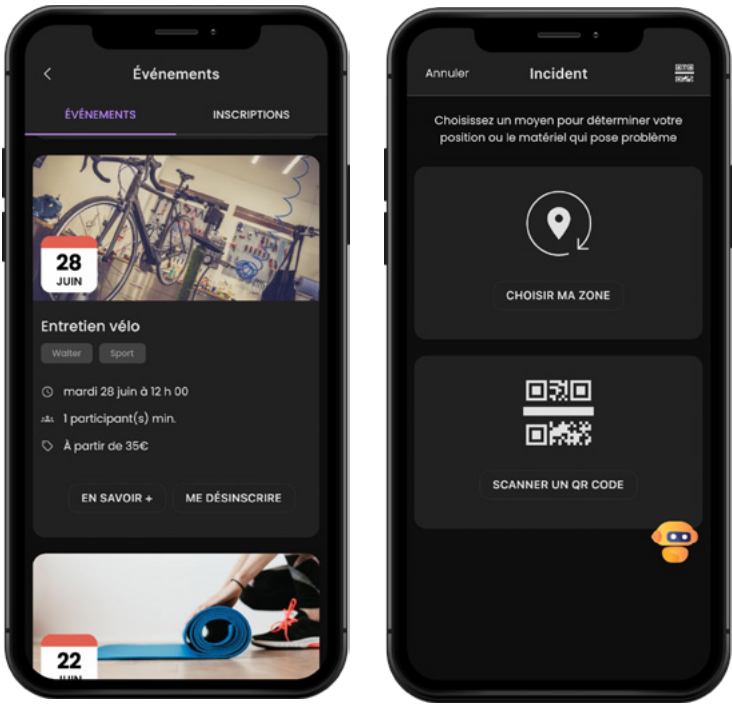 Événements
ÉVÉNEMENTS
INSCRIPTIONS
28
JUIN
Entretien vélo
Walter
Sport
mardi 28 juin à 12 h 00
1 participant(s) min.
À partir de 35€
EN SAVOIR +
ME DÉSINSCRIRE
22
JUIN
Annuler
Incident
Choisissez un moyen pour déterminer votre
position ou le matériel qui pose problème
CHOISIR MA ZONE
SCANNER UN QR CODE